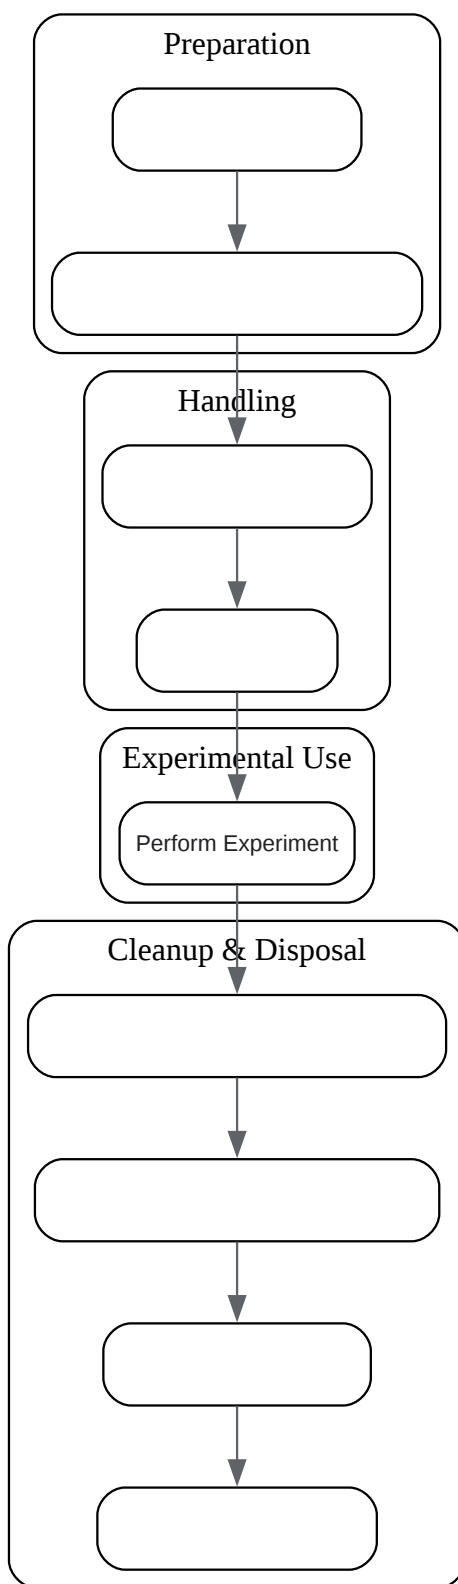 Preparation
Handling
Experimental Use
Perform Experiment
Cleanup & Disposal